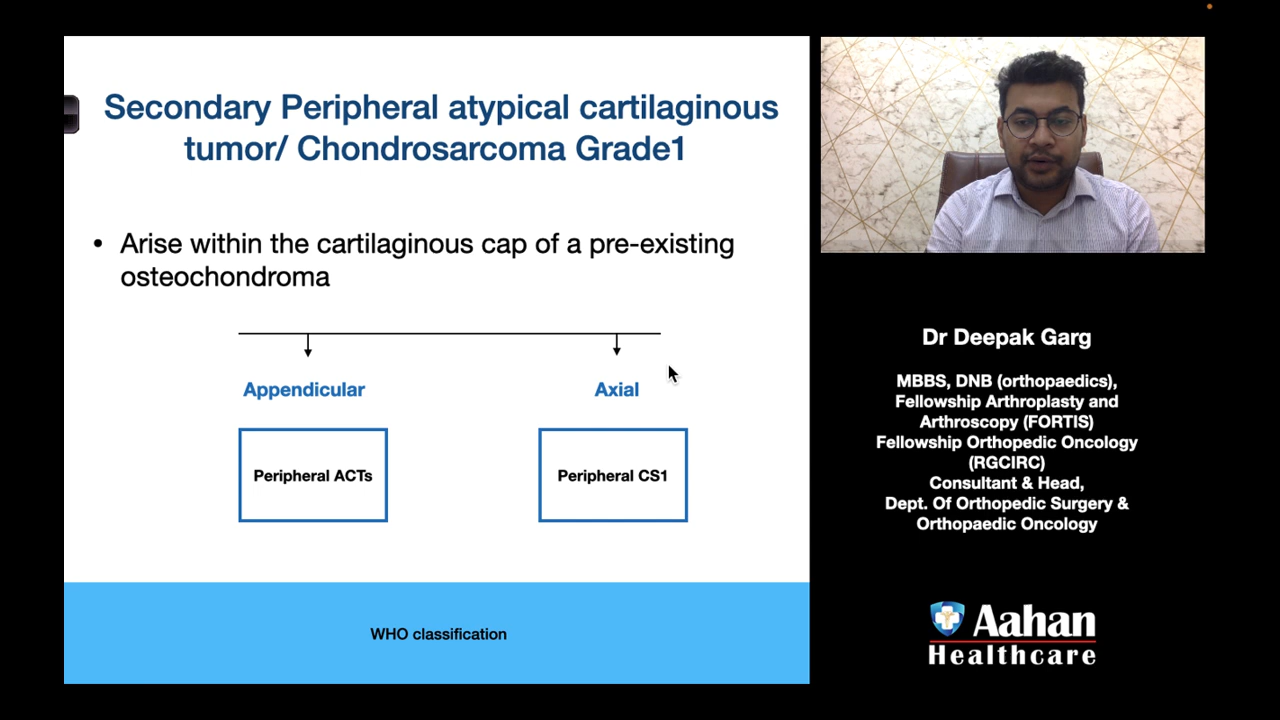 Secondary Peripheral atypical cartilaginous
tumor/ Chondrosarcoma Grade1
• Arise within the cartilaginous cap of a pre-existing
osteochondroma
Appendicular
Axial
Peripheral ACTs
Peripheral CS1
WHO classification
Dr Deepak Garg
MBBS, DNB (orthopaedics),
Fellowship Arthroplasty and
Arthroscopy (FORTIS)
Fellowship Orthopedic Oncology
(RGCIRC)
Consultant & Head,
Dept. Of Orthopedic Surgery &
Orthopaedic Oncology
Aahan
Healthcare